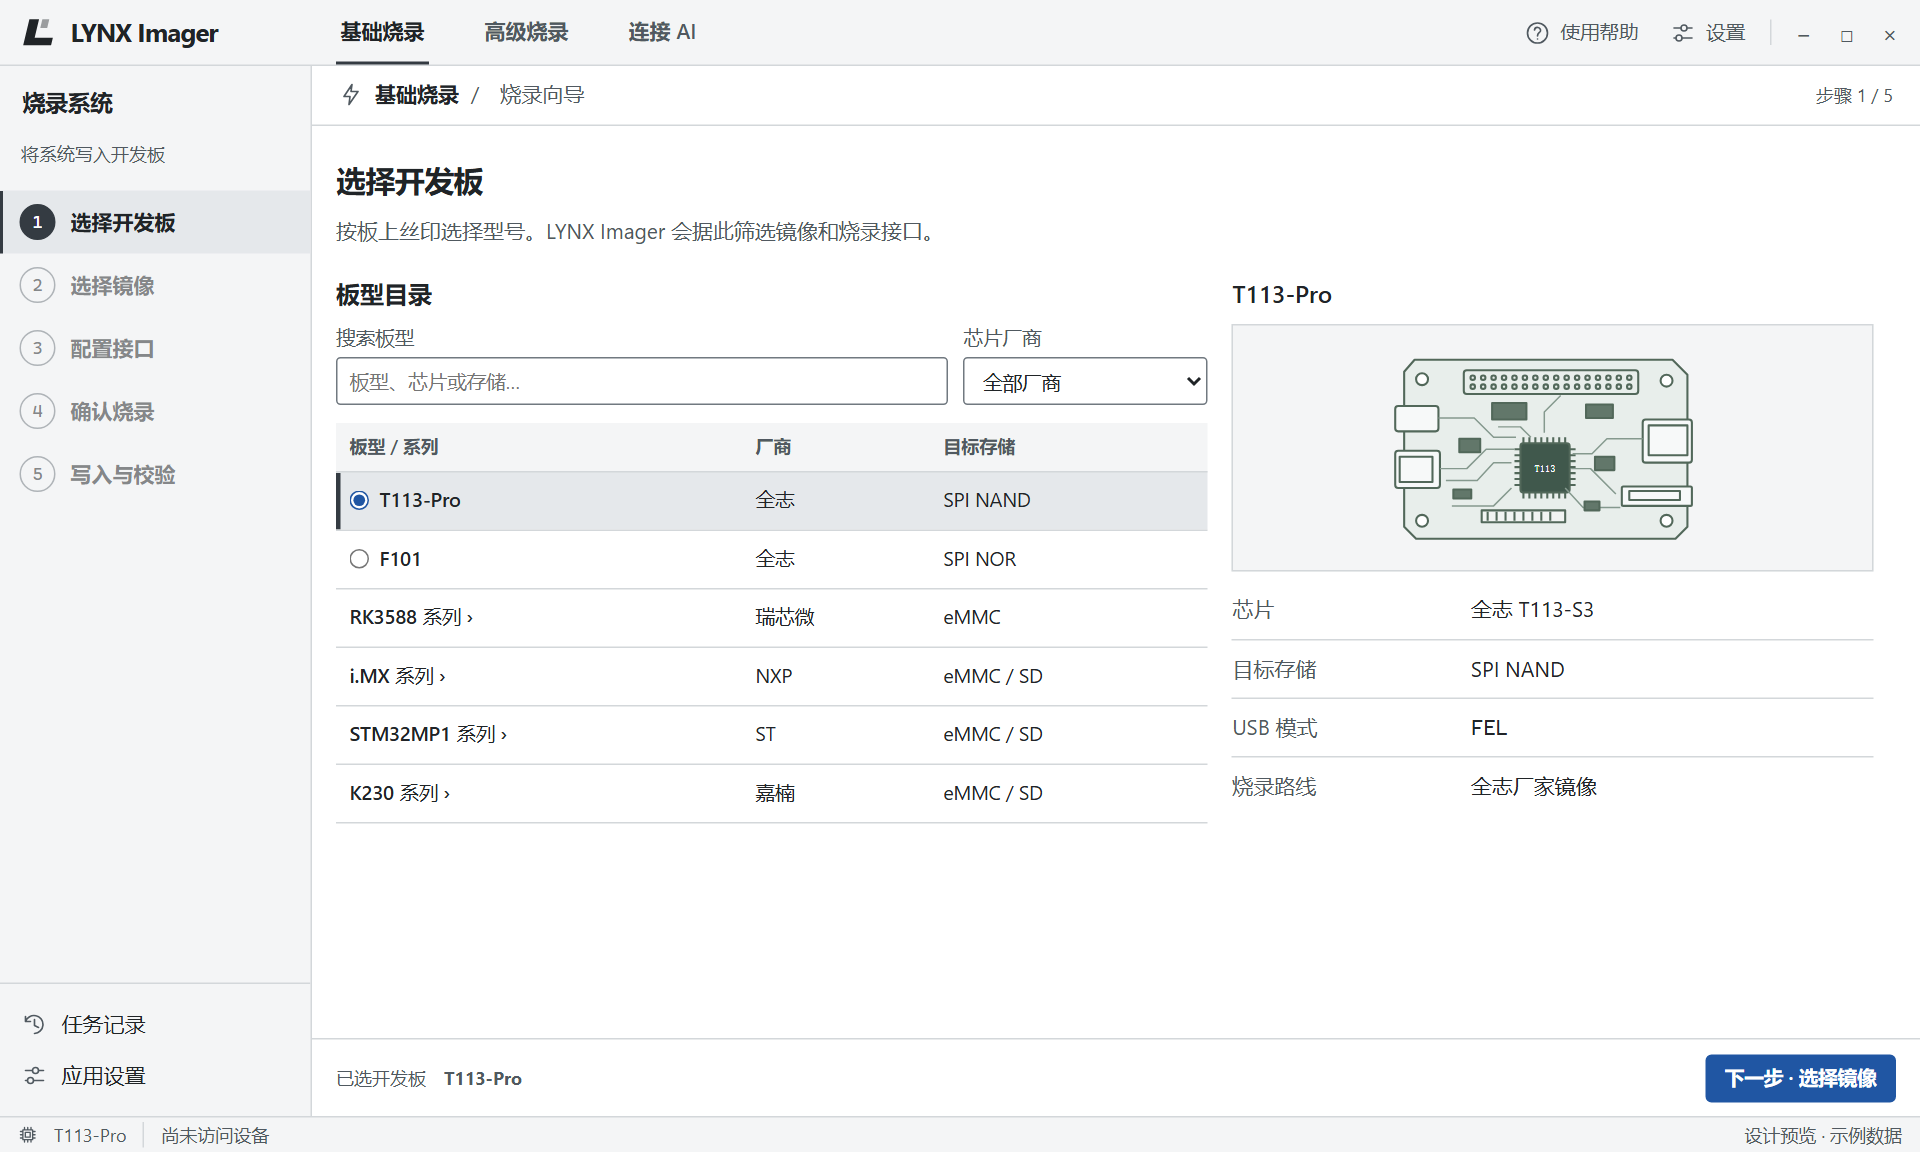 LYNX Imager
基础烧录
高级烧录
连接 AI
使用帮助
设置
烧录系统
将系统写入开发板
1 选择开发板
2 选择镜像
3 配置接口
4 确认烧录
5 写入与校验
任务记录
应用设置
基础烧录 / 烧录向导
步骤 1 / 5
选择开发板
按板上丝印选择型号。LYNX Imager 会据此筛选镜像和烧录接口。
板型目录
搜索板型
芯片厂商
板型、芯片或存储...
全部厂商
板型 / 系列 厂商 目标存储
T113-Pro 全志 SPI NAND
F101 全志 SPI NOR
RK3588 系列 › 瑞芯微 eMMC
i.MX 系列 › NXP eMMC / SD
STM32MP1 系列 › ST eMMC / SD
K230 系列 › 嘉楠 eMMC / SD
T113-Pro
T113
芯片 全志 T113-S3
目标存储 SPI NAND
USB 模式 FEL
烧录路线 全志厂家镜像
已选开发板 T113-Pro
下一步 · 选择镜像
T113-Pro
尚未访问设备
设计预览 · 示例数据